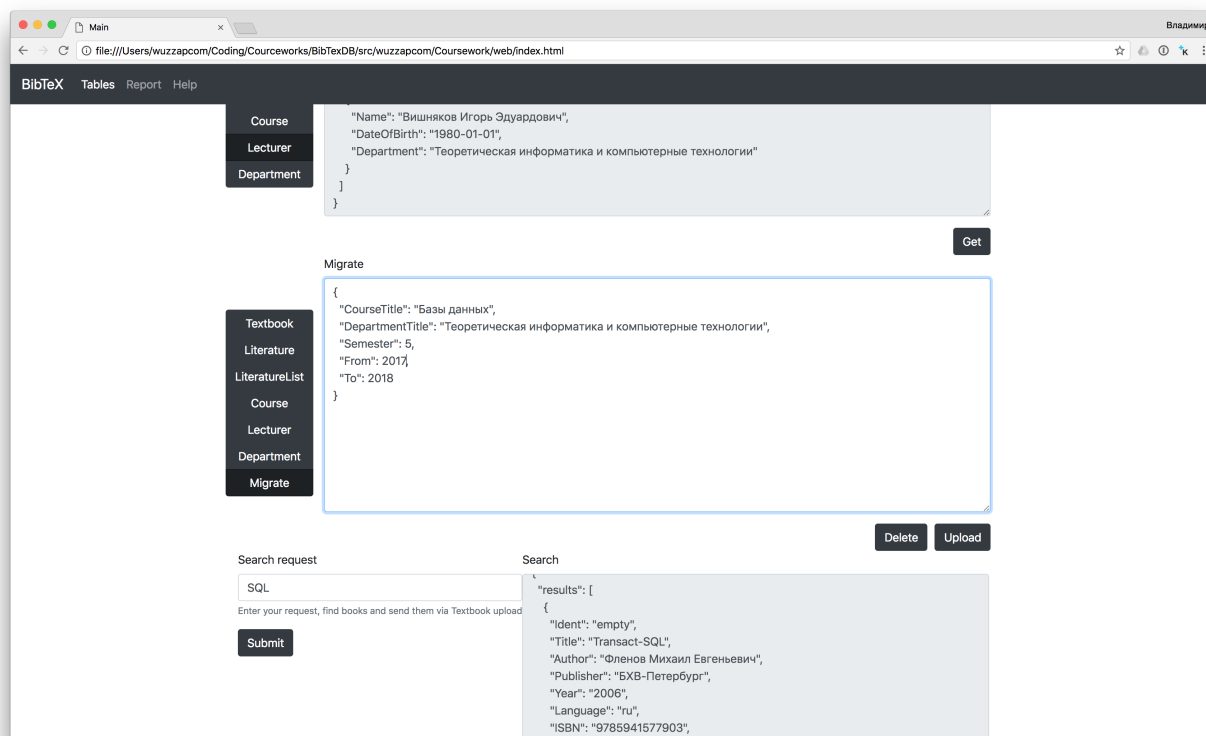 Main
Владимир
file:///Users/wuzzapcom/Coding/Courceworks/BibTexDB/src/wuzzapcom/Coursework/web/index.html
BibTeX Tables Report Help
Course
Lecturer
Department
"Name": "Вишняков Игорь Эдуардович",
"DateOfBirth": "1980-01-01",
"Department": "Теоретическая информатика и компьютерные технологии"
}
]
}
Get
Migrate
Textbook
Literature
LiteratureList
Course
Lecturer
Department
Migrate
{
"CourseTitle": "Базы данных",
"DepartmentTitle": "Теоретическая информатика и компьютерные технологии",
"Semester": 5,
"From": 2017,
"To": 2018
}
Delete Upload
Search request
SQL
Enter your request, find books and send them via Textbook upload
Submit
Search
"results": [
{
"Ident": "empty",
"Title": "Transact-SQL",
"Author": "Фленов Михаил Евгеньевич",
"Publisher": "БХВ-Петербург",
"Year": "2006",
"Language": "ru",
"ISBN": "9785941577903",